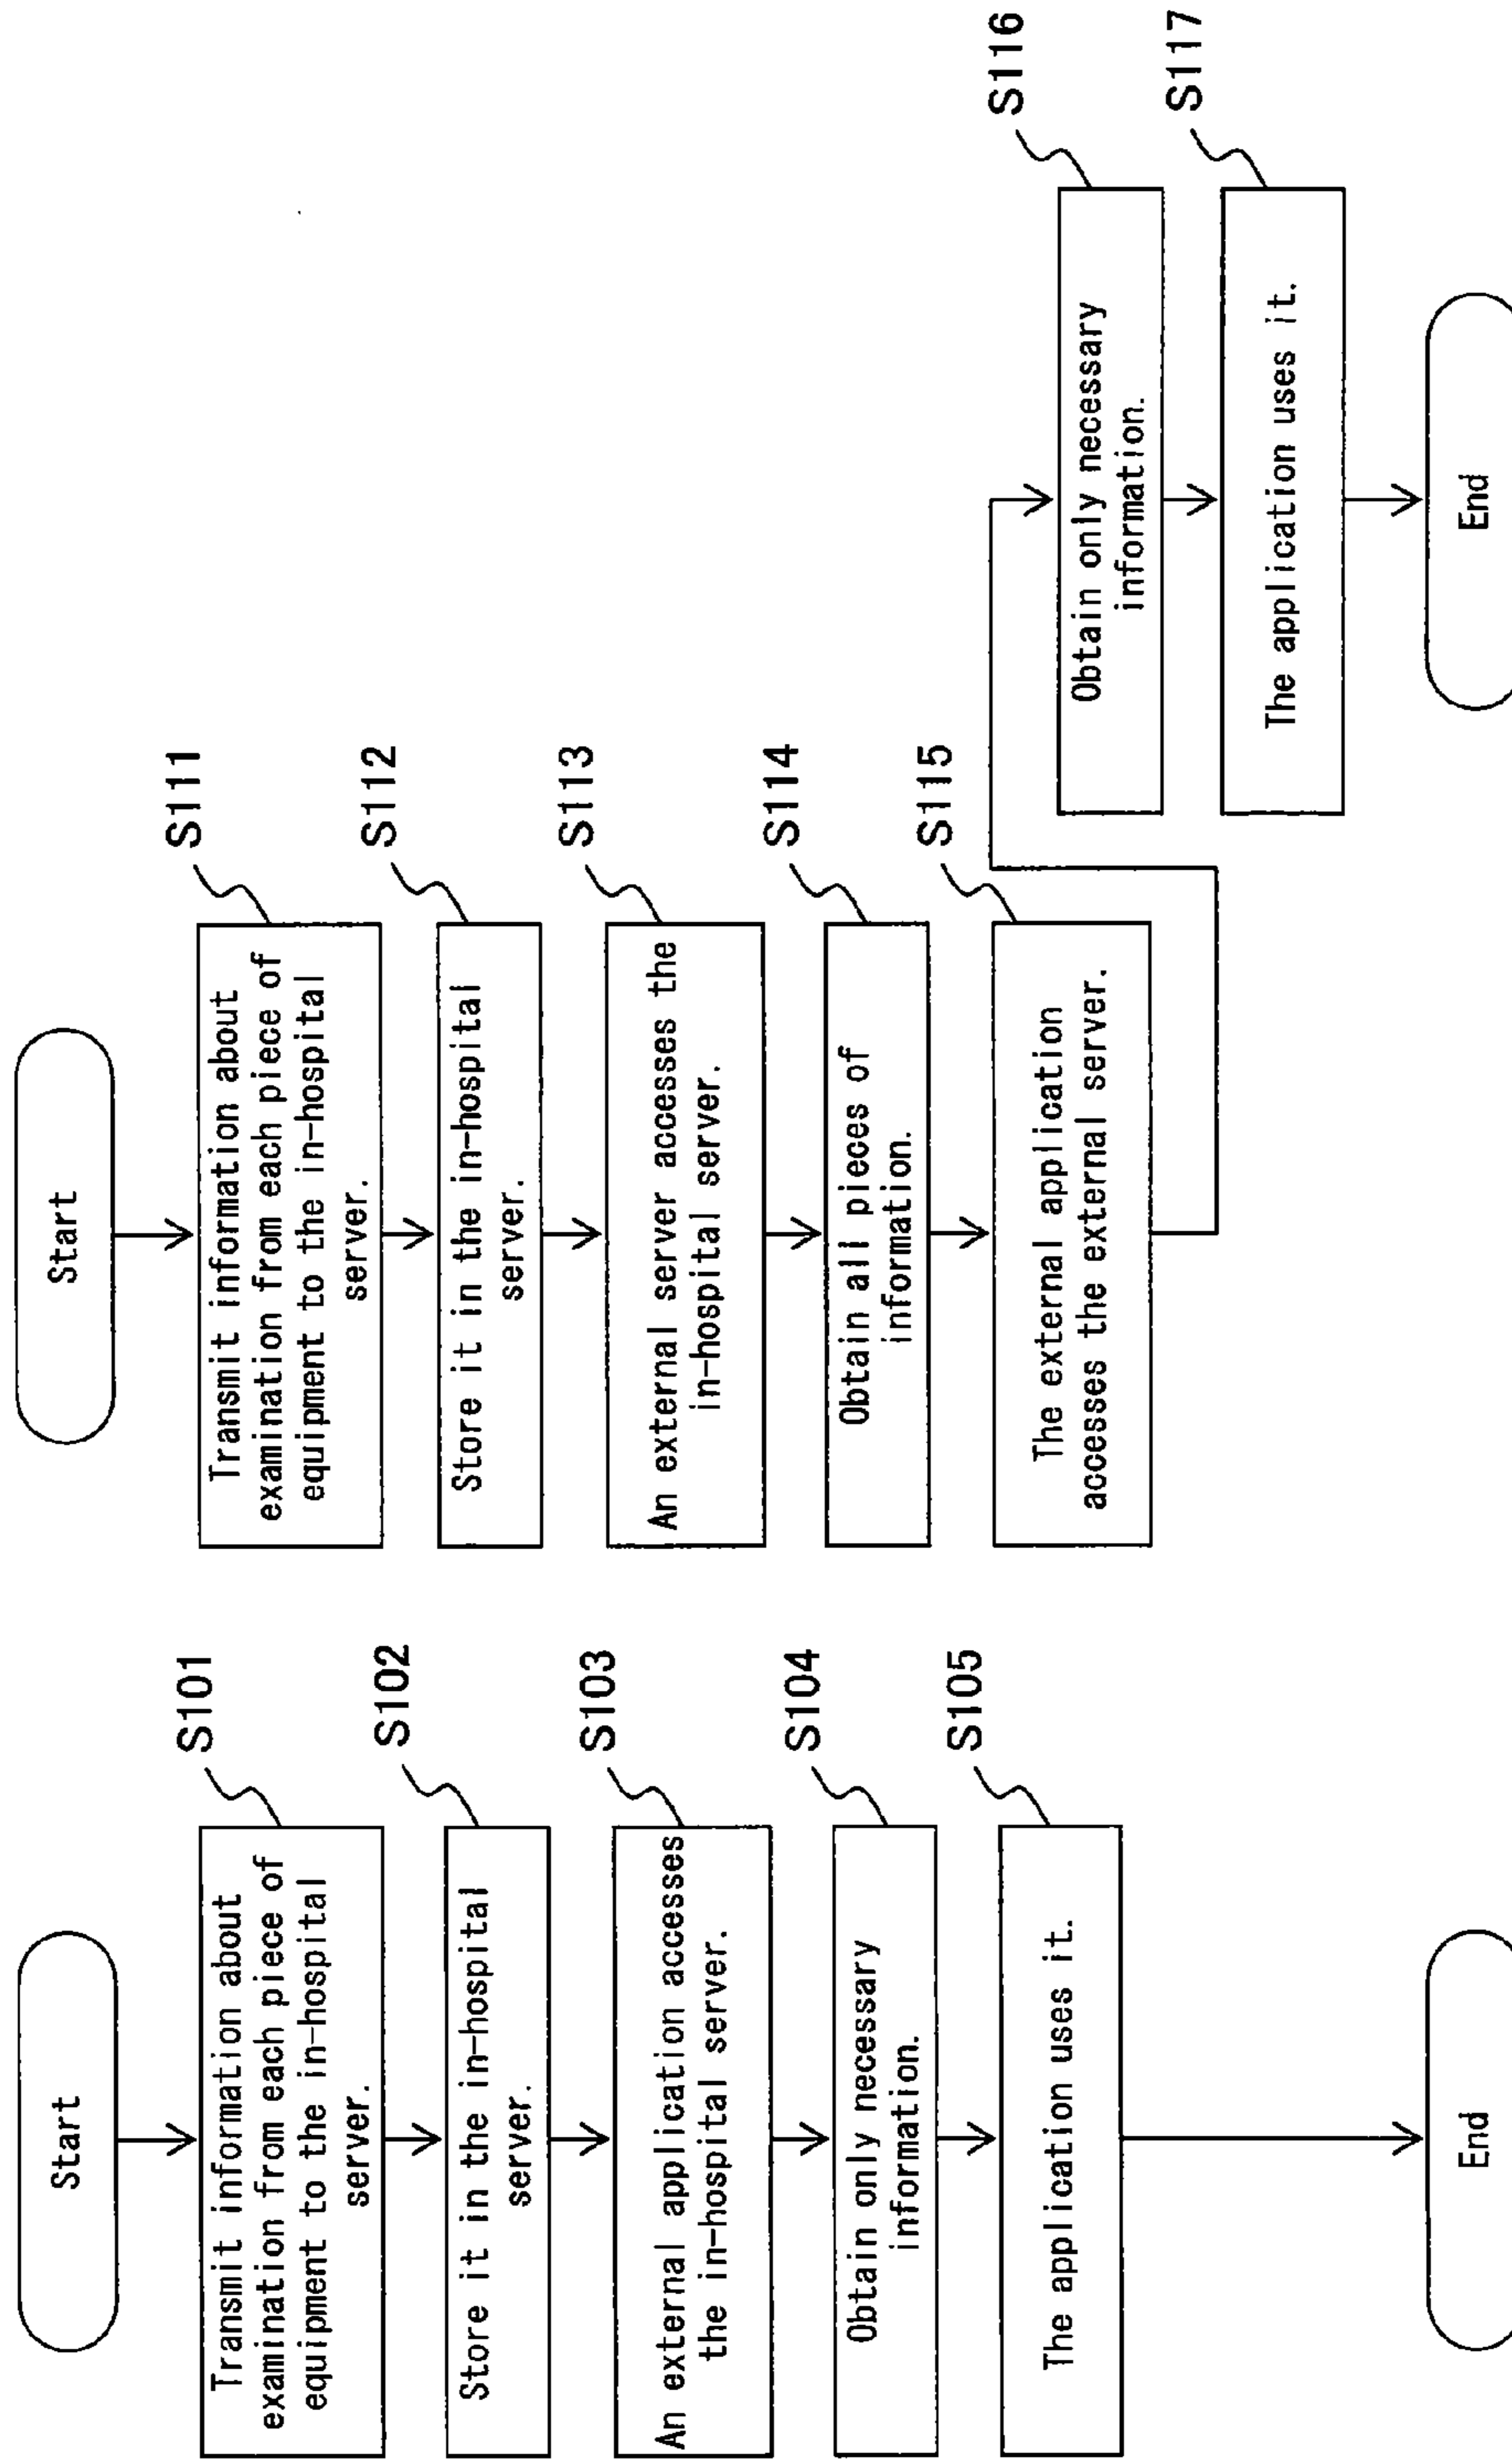 Start
Transmit information about
examination from each piece of
equipment to the in-hospital
server.
S101
Store it in the in-hospital
server.
S102
An external application accesses
the in-hospital server.
S103
Obtain only necessary
information.
S104
The application uses it.
S105
End
Start
Transmit information about
examination from each piece of
equipment to the in-hospital
server.
S111
Store it in the in-hospital
server.
S112
An external server accesses the
in-hospital server.
S113
Obtain all pieces of
information.
S114
The external application
accesses the external server.
S115
Obtain only necessary
information.
S116
The application uses it.
S117
End